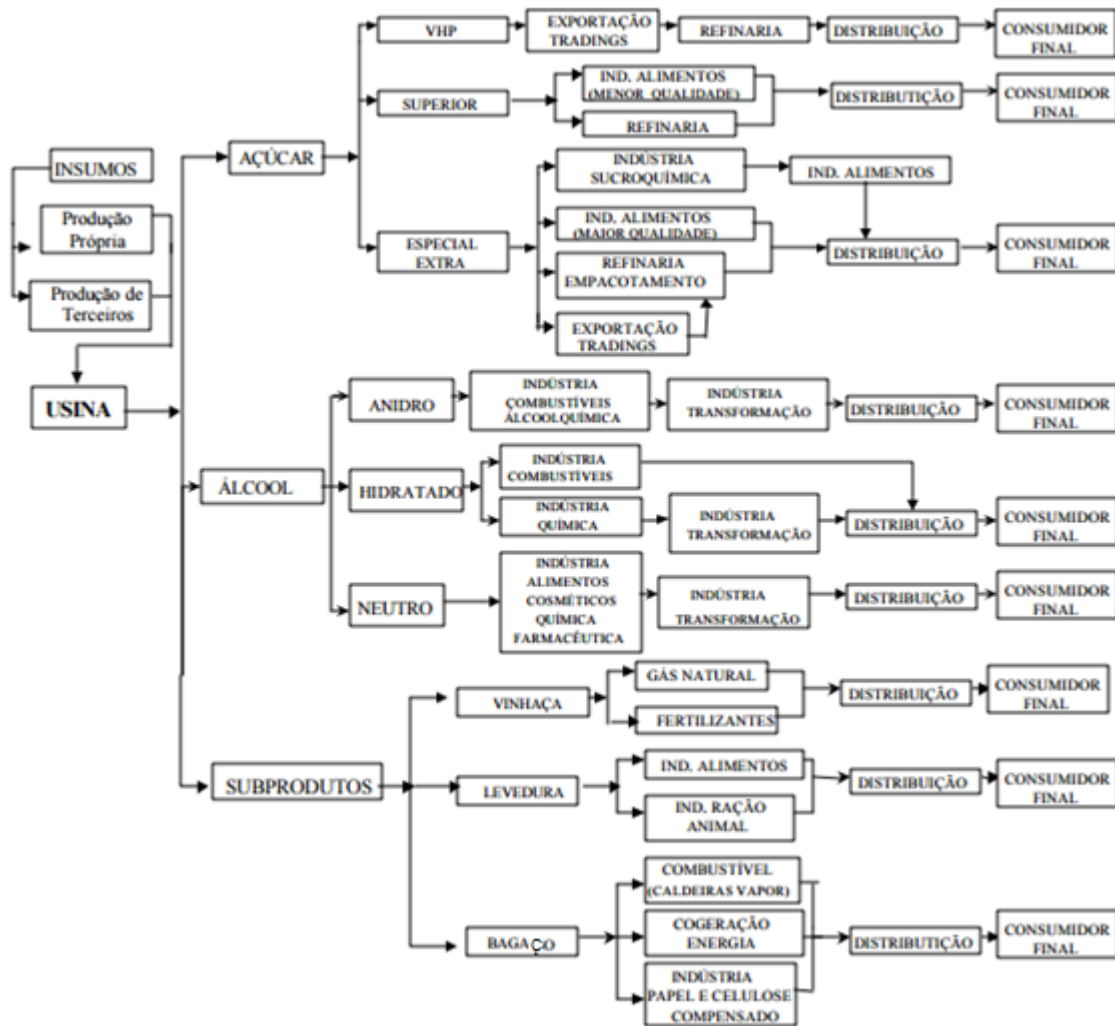 VHP
EXPORTAÇÃO
TRADINGS
REFINARIA
DISTRIBUIÇÃO
CONSUMIDOR
FINAL
SUPERIOR
IND. ALIMENTOS
(MENOR QUALIDADE)
REFINARIA
DISTRIBUTIÇÃO
CONSUMIDOR
FINAL
AÇÚCAR
INSUMOS
Produção
Própria
Produção de
Terceiros
USINA
INDÚSTRIA
SUCROQUÍMICA
IND. ALIMENTOS
ESPECIAL
EXTRA
IND. ALIMENTOS
(MAIOR QUALIDADE)
REFINARIA
EMPACOTAMENTO
EXPORTAÇÃO
TRADINGS
DISTRIBUIÇÃO
CONSUMIDOR
FINAL
ÁLCOOL
ANIDRO
INDÚSTRIA
ÇOMBUSTÍVEIS
ÁLCOOLQUÍMICA
INDÚSTRIA
TRANSFORMAÇÃO
DISTRIBUIÇÃO
CONSUMIDOR
FINAL
HIDRATADO
INDÚSTRIA
COMBUSTÍVEIS
INDÚSTRIA
QUÍMICA
INDÚSTRIA
TRANSFORMAÇÃO
DISTRIBUIÇÃO
CONSUMIDOR
FINAL
NEUTRO
INDÚSTRIA
ALIMENTOS
COSMÉTICOS
QUÍMICA
FARMACÊUTICA
INDÚSTRIA
TRANSFORMAÇÃO
DISTRIBUIÇÃO
CONSUMIDOR
FINAL
SUBPRODUTOS
VINHAÇA
GÁS NATURAL
FERTILIZANTES
DISTRIBUIÇÃO
CONSUMIDOR
FINAL
LEVEDURA
IND. ALIMENTOS
IND. RAÇÃO
ANIMAL
DISTRIBUIÇÃO
CONSUMIDOR
FINAL
BAGAÇO
COMBUSTÍVEL
(CALDEIRAS VAPOR)
COGERAÇÃO
ENERGIA
INDÚSTRIA
PAPEL E CELULOSE
COMPENSADO
DISTRIBUTIÇÃO
CONSUMIDOR
FINAL